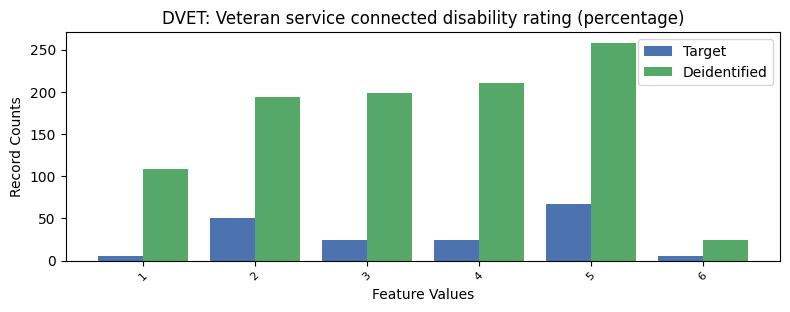 DVET: Veteran service connected disability rating (percentage)
Target
Deidentified
Record Counts
250
200
150
100
50
0
1 2 3 4 5 6
Feature Values